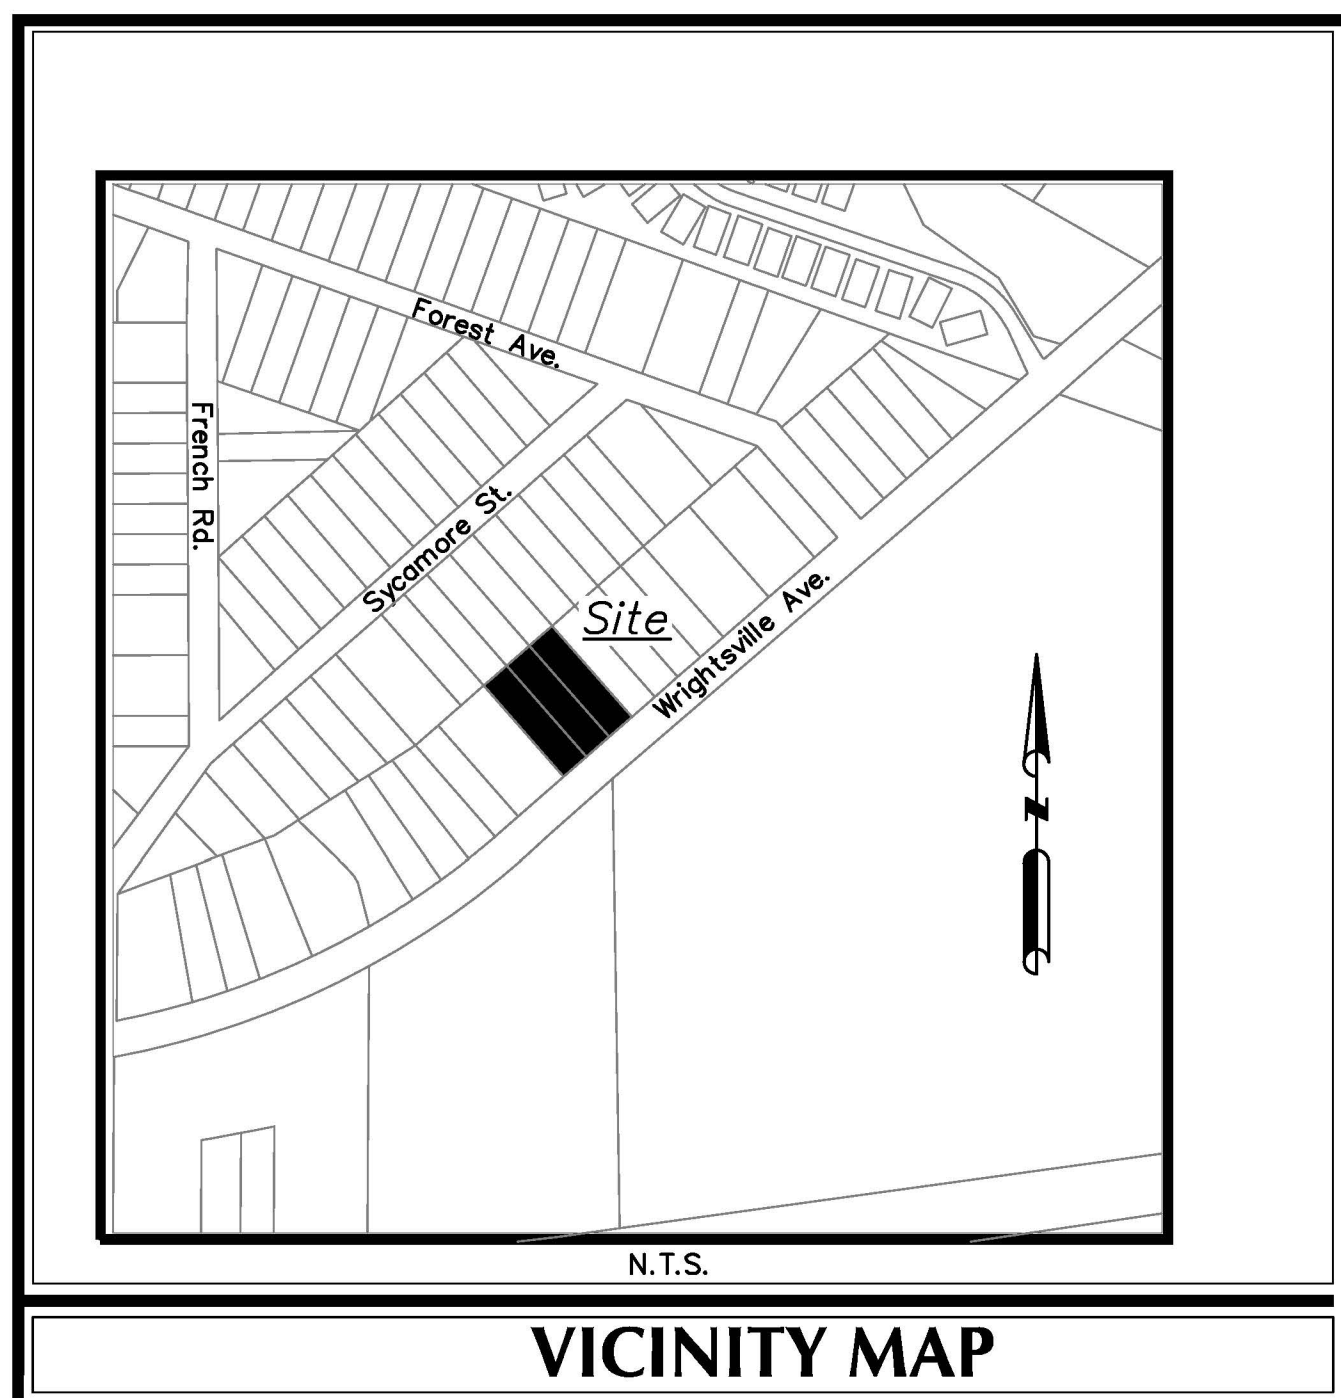 Forest Ave.
French Rd.
Sycamore St.
Site
Wrightsville Ave.
N
N.T.S.
VICINITY MAP